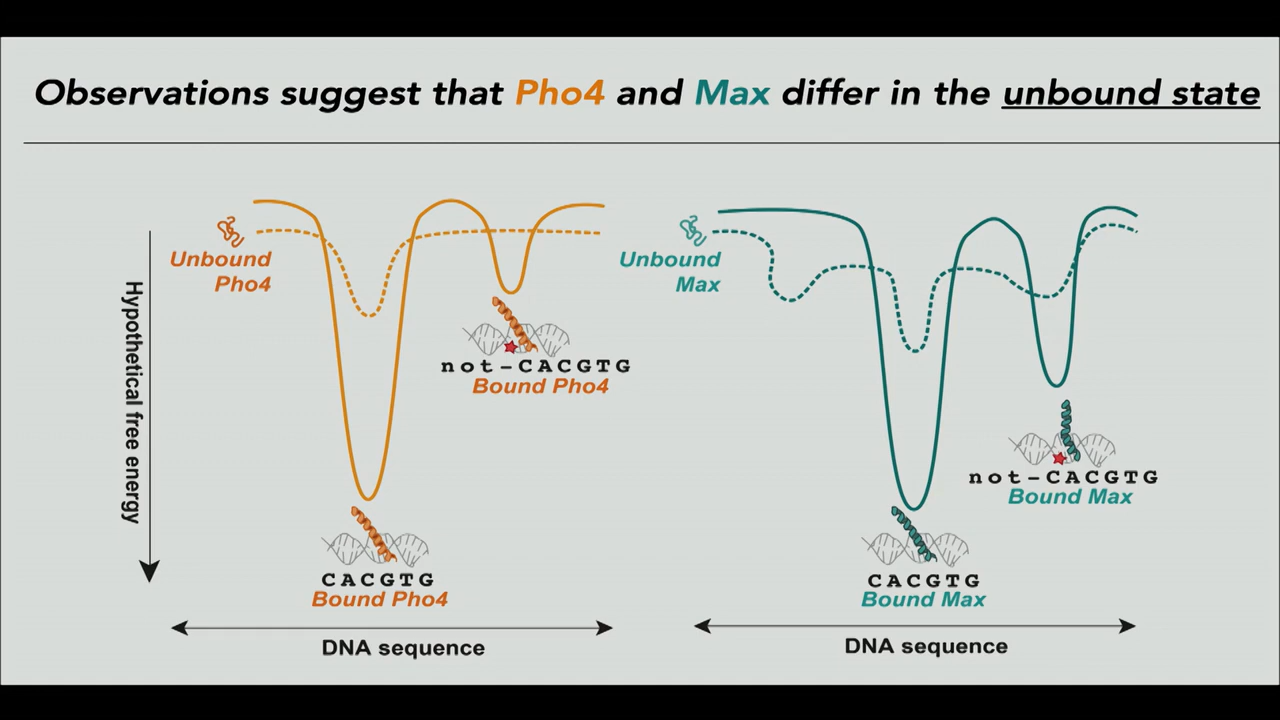 Observations suggest that Pho4 and Max differ in the unbound state
Hypothetical free energy
Unbound
Pho4
not-CACGTG
Bound Pho4
CACGTG
Bound Pho4
DNA sequence
Unbound
Max
not-CACGTG
Bound Max
CACGTG
Bound Max
DNA sequence